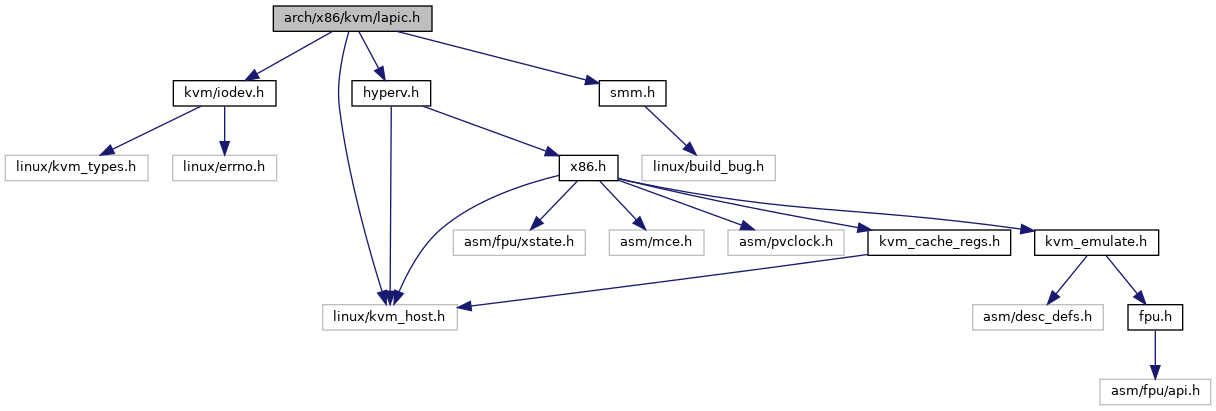 arch/x86/kvm/lapic.h
kvm/iodev.h
hyperv.h
smm.h
linux/kvm_types.h
linux/errno.h
x86.h
linux/build_bug.h
asm/fpu/xstate.h
asm/mce.h
asm/pvclock.h
kvm_cache_regs.h
kvm_emulate.h
linux/kvm_host.h
asm/desc_defs.h
fpu.h
asm/fpu/api.h